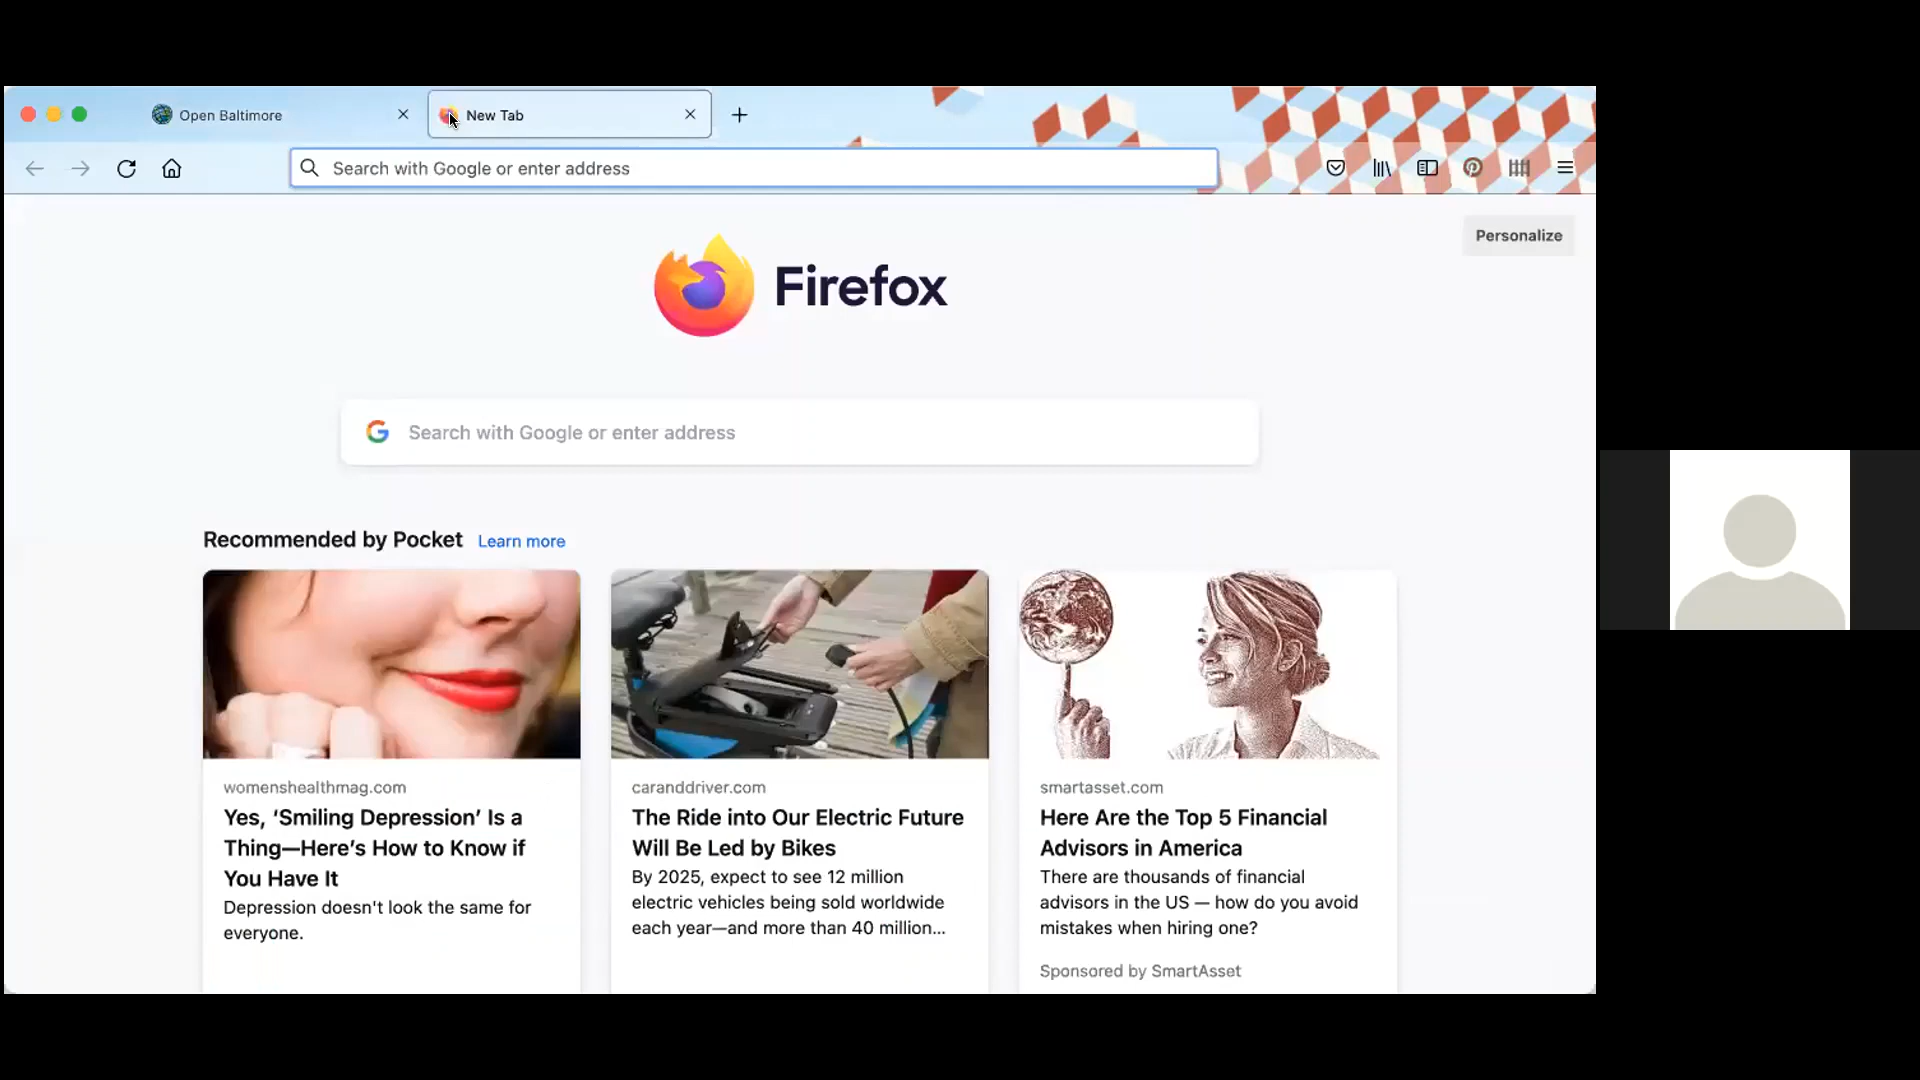 Open Baltimore
New Tab
Search with Google or enter address
Personalize
Firefox
Search with Google or enter address
Recommended by Pocket Learn more
womenshealthmag.com
Yes, ‘Smiling Depression’ Is a
Thing—Here’s How to Know if
You Have It
Depression doesn't look the same for
everyone.
caranddriver.com
The Ride into Our Electric Future
Will Be Led by Bikes
By 2025, expect to see 12 million
electric vehicles being sold worldwide
each year—and more than 40 million...
smartasset.com
Here Are the Top 5 Financial
Advisors in America
There are thousands of financial
advisors in the US — how do you avoid
mistakes when hiring one?
Sponsored by SmartAsset